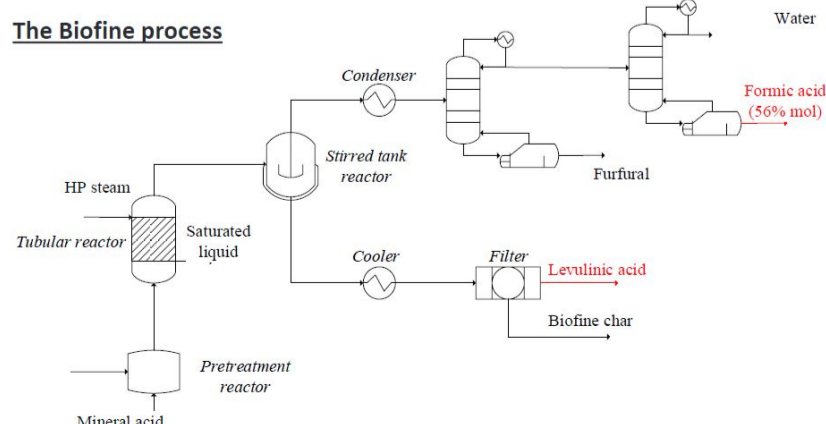 The Biofine process
Water
Condenser
Formic acid
(56% mol)
Stirred tank
reactor
Furfural
HP steam
Tubular reactor
Saturated
liquid
Cooler
Filter
Levulinic acid
Biofine char
Pretreatment
reactor
Mineral acid